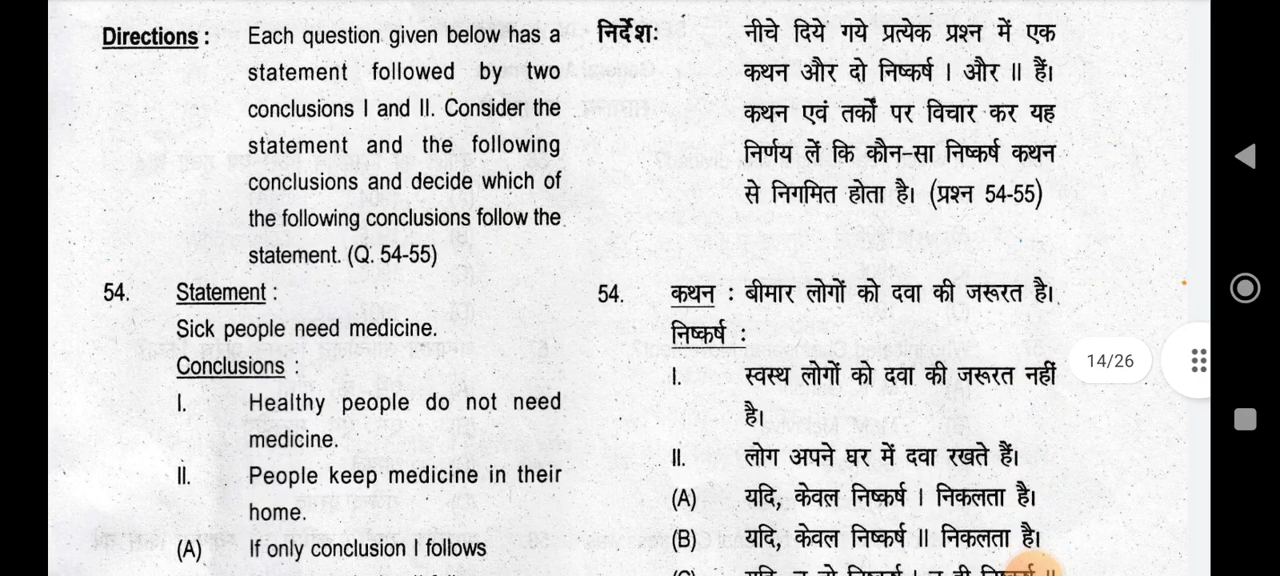 Directions :
Each question given below has a
statement followed by two
conclusions I and II. Consider the
statement and the following
conclusions and decide which of
the following conclusions follow the
statement. (Q. 54-55)
54. Statement :
Sick people need medicine.
Conclusions :
I. Healthy people do not need
medicine.
II. People keep medicine in their
home.
(A) If only conclusion I follows
निर्देशः
नीचे दिये गये प्रत्येक प्रश्न में एक
कथन और दो निष्कर्ष I और II हैं।
कथन एवं तर्कों पर विचार कर यह
निर्णय लें कि कौन-सा निष्कर्ष कथन
से निगमित होता है। (प्रश्न 54-55)
54. कथन : बीमार लोगों को दवा की जरूरत है।
निष्कर्ष :
I. स्वस्थ लोगों को दवा की जरूरत नहीं
है।
II. लोग अपने घर में दवा रखते हैं।
(A) यदि, केवल निष्कर्ष I निकलता है।
(B) यदि, केवल निष्कर्ष II निकलता है।
14/26